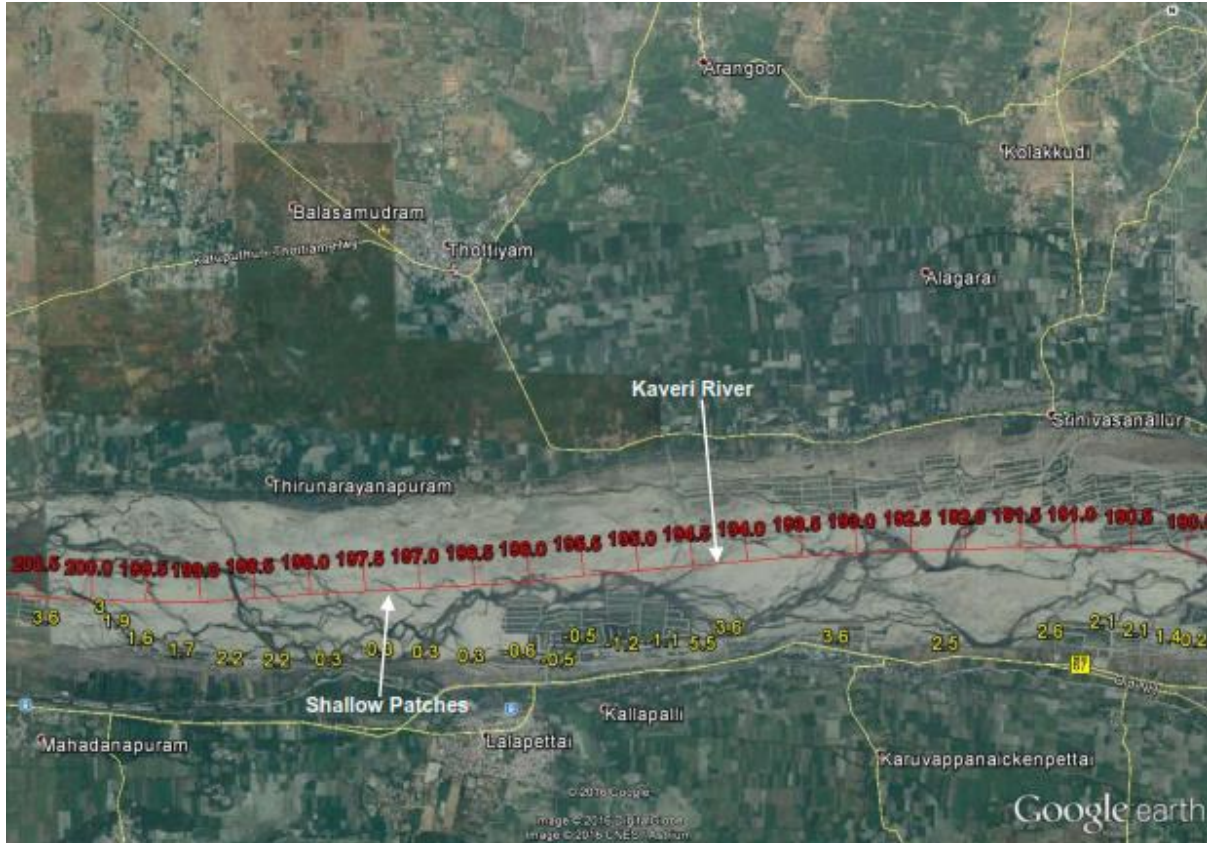 Arangoor
Kolakkudi
Balasamudram
Thottiyam
Alagarai
Kaveri River
Srinivasanallur
Thirunarayanapuram
200.5 200.0 199.5 199.0 198.5 198.0 197.5 197.0 196.5 196.0 195.5 195.0 194.5 194.0 193.5 193.0 192.5 192.0 191.5 191.0 190.5
3.6 3 1.9 1.6 1.7 2.2 2.2 0.3 0.3 0.3 0.3 -0.6 -0.5 -0.5 -1.2 -1.1 5.5 3.6 3.6 2.5 2.6 2.1 2.1 1.4
67
Shallow Patches
Kallapalli
Mahadanapuram
Lalapettai
Karuvappanaickenpettai
© 2016 Google
Image © 2016 DigitalGlobe
Image © 2016 CNES / Astrium
Google earth